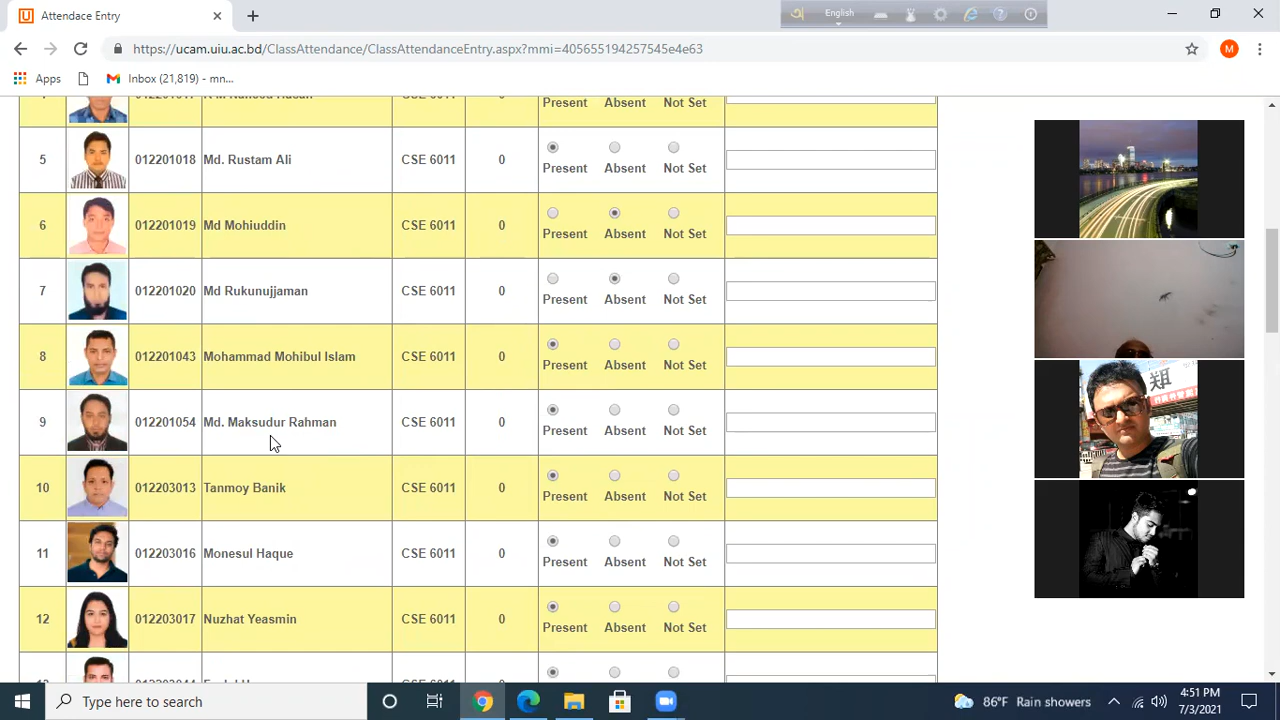 Attendace Entry
English
https://ucam.uiu.ac.bd/ClassAttendance/ClassAttendanceEntry.aspx?mmi=405655194257545e4e63
M
Apps Inbox (21,819) - mn...
Present Absent Not Set
5 012201018 Md. Rustam Ali CSE 6011 0 Present Absent Not Set
6 012201019 Md Mohiuddin CSE 6011 0 Present Absent Not Set
7 012201020 Md Rukunujjaman CSE 6011 0 Present Absent Not Set
8 012201043 Mohammad Mohibul Islam CSE 6011 0 Present Absent Not Set
9 012201054 Md. Maksudur Rahman CSE 6011 0 Present Absent Not Set
10 012203013 Tanmoy Banik CSE 6011 0 Present Absent Not Set
11 012203016 Monesul Haque CSE 6011 0 Present Absent Not Set
12 012203017 Nuzhat Yeasmin CSE 6011 0 Present Absent Not Set
Type here to search
86°F Rain showers
4:51 PM
7/3/2021